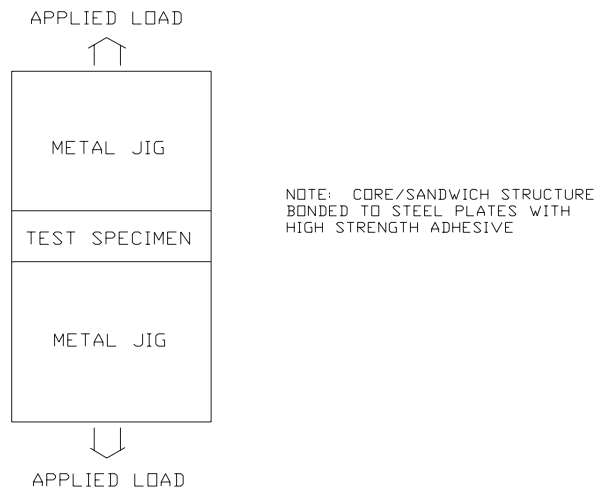 APPLIED LOAD
METAL JIG
NOTE: CORE/SANDWICH STRUCTURE
BONDED TO STEEL PLATES WITH
HIGH STRENGTH ADHESIVE
TEST SPECIMEN
METAL JIG
APPLIED LOAD